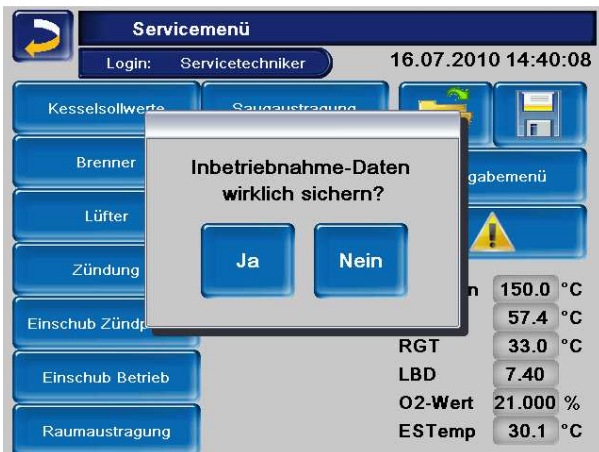 Servicemenü
Login: Servicetechniker
16.07.2010 14:40:08
Kesselsollwerte
Saugaustragung
Inbetriebnahme-Daten
wirklich sichern?
Ja
Nein
Brenner
Lüfter
Zündung
Einschub
Einschub Betrieb
Raumaustragung
150.0 °C
57.4 °C
RGT 33.0 °C
LBD 7.40
O2-Wert 21.000 %
ESTemp 30.1 °C